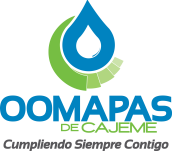 OOMAPAS
DE CAJEME
Cumpliendo Siempre Contigo